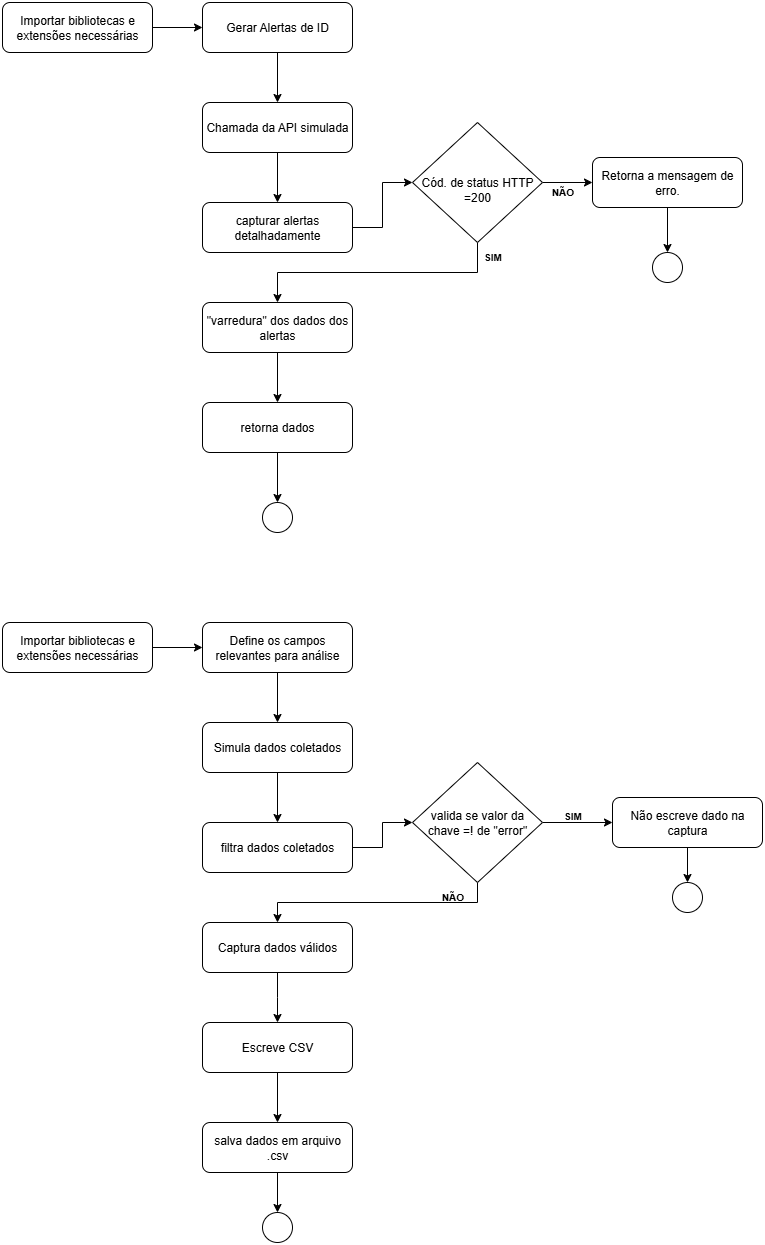 Importar bibliotecas e
extensões necessárias
Gerar Alertas de ID
Chamada da API simulada
capturar alertas
detalhadamente
Cód. de status HTTP
=200
NÃO
Retorna a mensagem de
erro.
SIM
"varredura" dos dados dos
alertas
retorna dados
Importar bibliotecas e
extensões necessárias
Define os campos
relevantes para análise
Simula dados coletados
filtra dados coletados
valida se valor da
chave =! de "error"
SIM
Não escreve dado na
captura
NÃO
Captura dados válidos
Escreve CSV
salva dados em arquivo
.csv